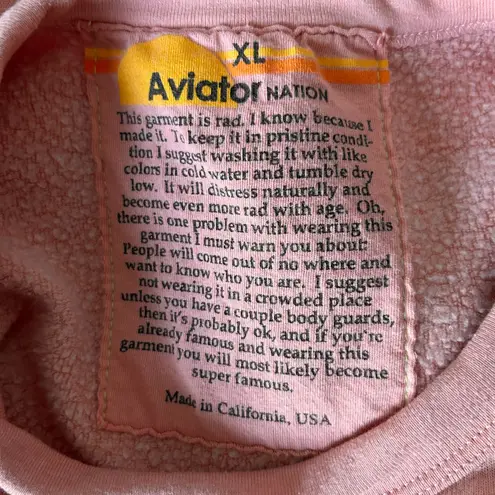 XL
Aviator NATION
This garment is rad. I know because I
made it. To keep it in pristine condi-
tion I suggest washing it with like
colors in cold water and tumble dry
low. It will distress naturally and
become even more rad with age. Oh,
there is one problem with wearing this
garment I must warn you about:
People will come out of no where and
want to know who you are. I suggest
not wearing it in a crowded place
unless you have a couple body guards,
then it's probably ok, and if you're
already famous and wearing this
garment you will most likely become
super famous.
Made in California, USA